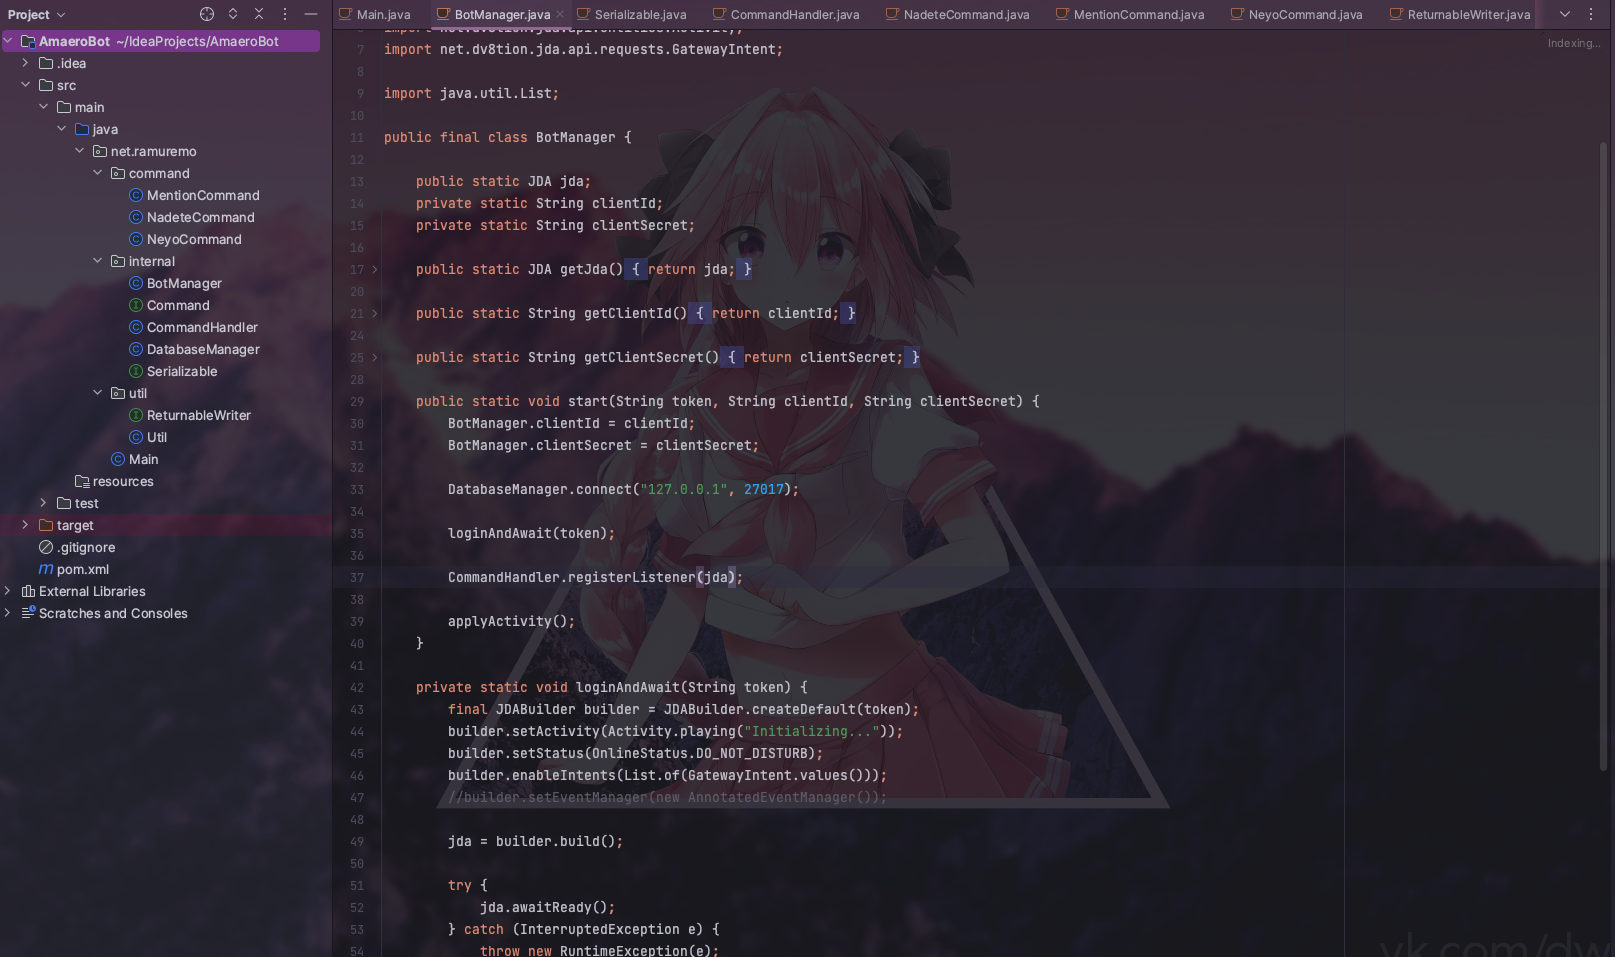 Project
Main.java BotManager.java Serializable.java CommandHandler.java NadeteCommand.java MentionCommand.java NeyoCommand.java ReturnableWriter.java
AmaeroBot ~/IdeaProjects/AmaeroBot
.idea
src
main
java
net.ramuremo
command
MentionCommand
NadeteCommand
NeyoCommand
internal
BotManager
Command
CommandHandler
DatabaseManager
Serializable
util
ReturnableWriter
Util
Main
resources
test
target
.gitignore
pom.xml
External Libraries
Scratches and Consoles
Indexing...
6 import net.dv8tion.jda.api.entities.Activity;
7 import net.dv8tion.jda.api.requests.GatewayIntent;
8
9 import java.util.List;
10
11 public final class BotManager {
12
13 public static JDA jda;
14 private static String clientId;
15 private static String clientSecret;
16
17 public static JDA getJda() { return jda; }
20
21 public static String getClientId() { return clientId; }
24
25 public static String getClientSecret() { return clientSecret; }
28
29 public static void start(String token, String clientId, String clientSecret) {
30 BotManager.clientId = clientId;
31 BotManager.clientSecret = clientSecret;
32
33 DatabaseManager.connect("127.0.0.1", 27017);
34
35 loginAndAwait(token);
36
37 CommandHandler.registerListener(jda);
38
39 applyActivity();
40 }
41
42 private static void loginAndAwait(String token) {
43 final JDABuilder builder = JDABuilder.createDefault(token);
44 builder.setActivity(Activity.playing("Initializing..."));
45 builder.setStatus(OnlineStatus.DO_NOT_DISTURB);
46 builder.enableIntents(List.of(GatewayIntent.values()));
47 //builder.setEventManager(new AnnotatedEventManager());
48
49 jda = builder.build();
50
51 try {
52 jda.awaitReady();
53 } catch (InterruptedException e) {
54 throw new RuntimeException(e);